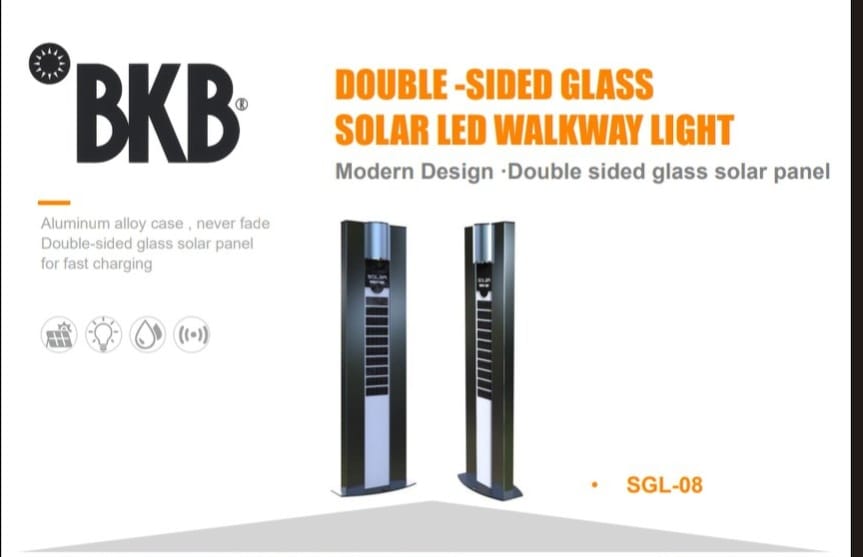 BKB®
DOUBLE -SIDED GLASS
SOLAR LED WALKWAY LIGHT
Modern Design ·Double sided glass solar panel
Aluminum alloy case , never fade
Double-sided glass solar panel
for fast charging
• SGL-08